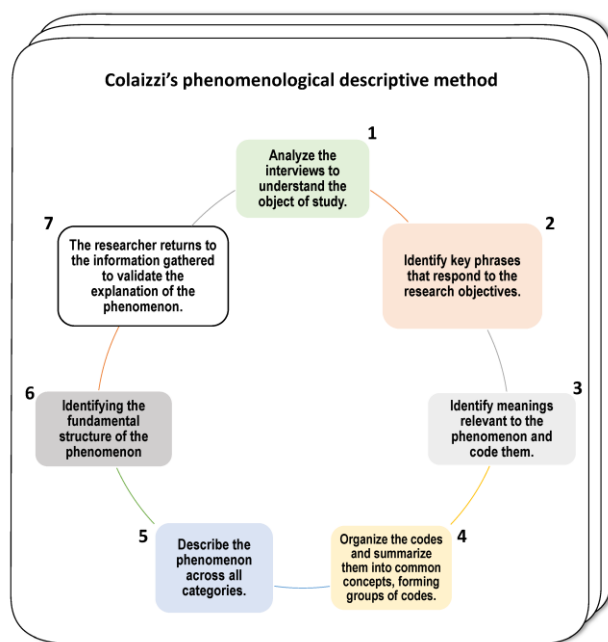 Colaizzi's phenomenological descriptive method
1
Analyze the
interviews to
understand the
object of study.
2
Identify key phrases
that respond to the
research objectives.
3
Identify meanings
relevant to the
phenomenon and
code them.
4
Organize the codes
and summarize
them into common
concepts, forming
groups of codes.
5
Describe the
phenomenon
across all
categories.
6
Identifying the
fundamental
structure of the
phenomenon
7
The researcher returns to
the information gathered
to validate the
explanation of the
phenomenon.